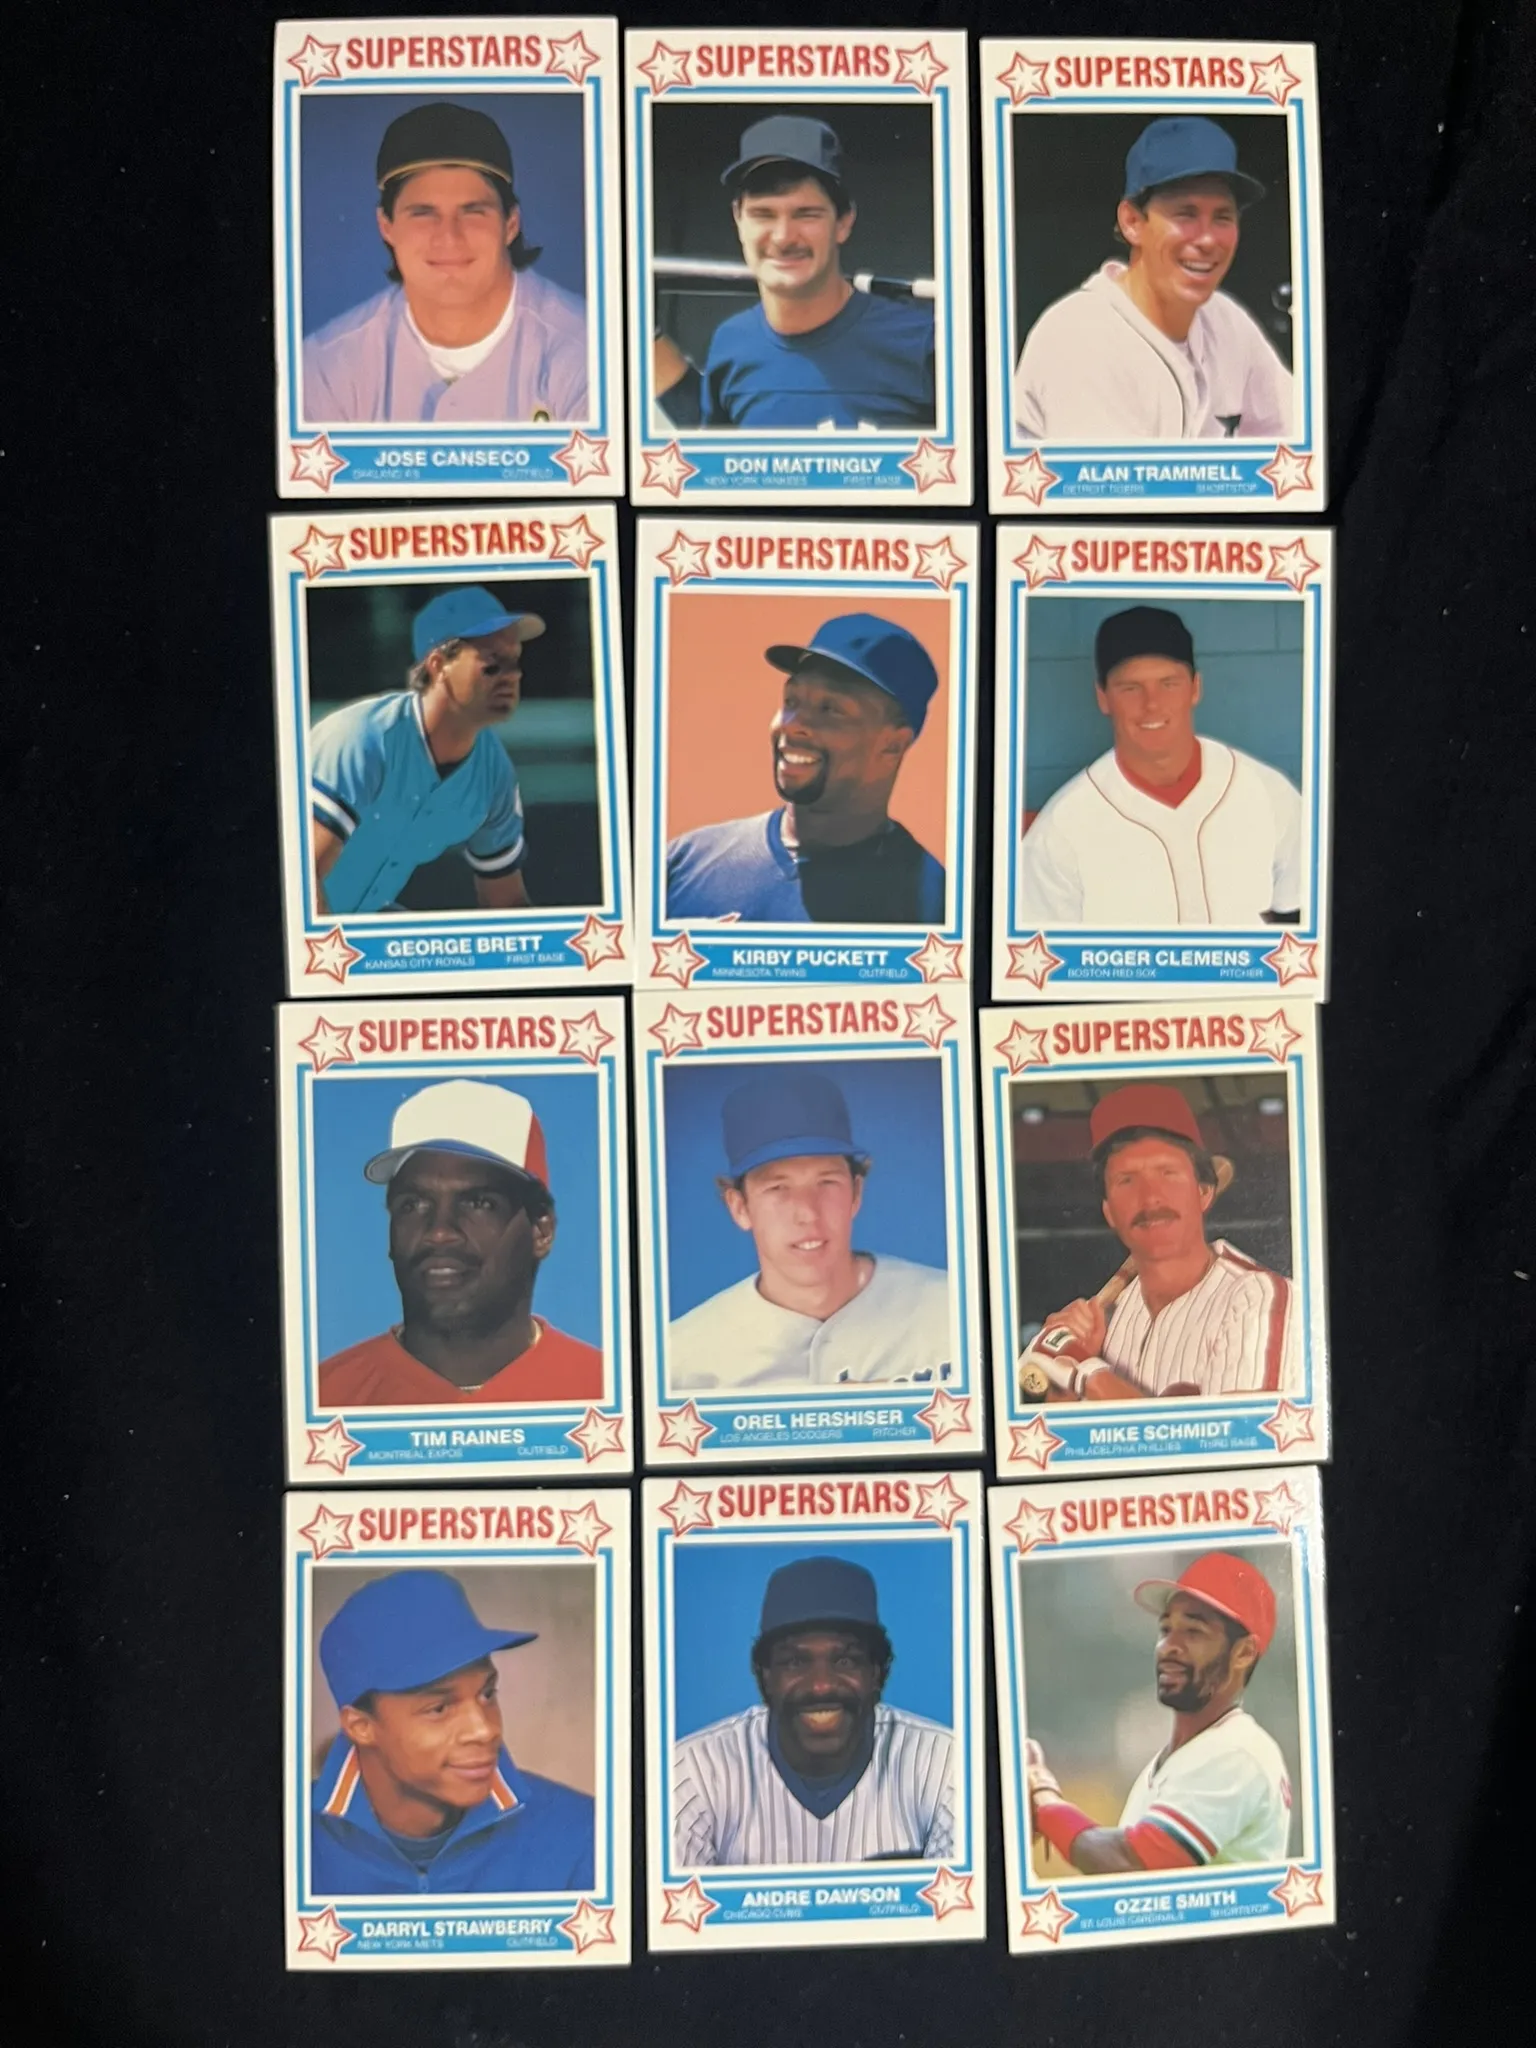 SUPERSTARS
JOSE CANSECO
OAKLAND A'S OUTFIELD
SUPERSTARS
DON MATTINGLY
NEW YORK YANKEES FIRST BASE
SUPERSTARS
ALAN TRAMMELL
DETROIT TIGERS SHORTSTOP
SUPERSTARS
GEORGE BRETT
KANSAS CITY ROYALS FIRST BASE
SUPERSTARS
KIRBY PUCKETT
MINNESOTA TWINS OUTFIELD
SUPERSTARS
ROGER CLEMENS
BOSTON RED SOX PITCHER
SUPERSTARS
TIM RAINES
MONTREAL EXPOS OUTFIELD
SUPERSTARS
OREL HERSHISER
LOS ANGELES DODGERS PITCHER
SUPERSTARS
MIKE SCHMIDT
PHILADELPHIA PHILLIES THIRD BASE
SUPERSTARS
DARRYL STRAWBERRY
NEW YORK METS OUTFIELD
SUPERSTARS
ANDRE DAWSON
CHICAGO CUBS OUTFIELD
SUPERSTARS
OZZIE SMITH
ST. LOUIS CARDINALS SHORTSTOP